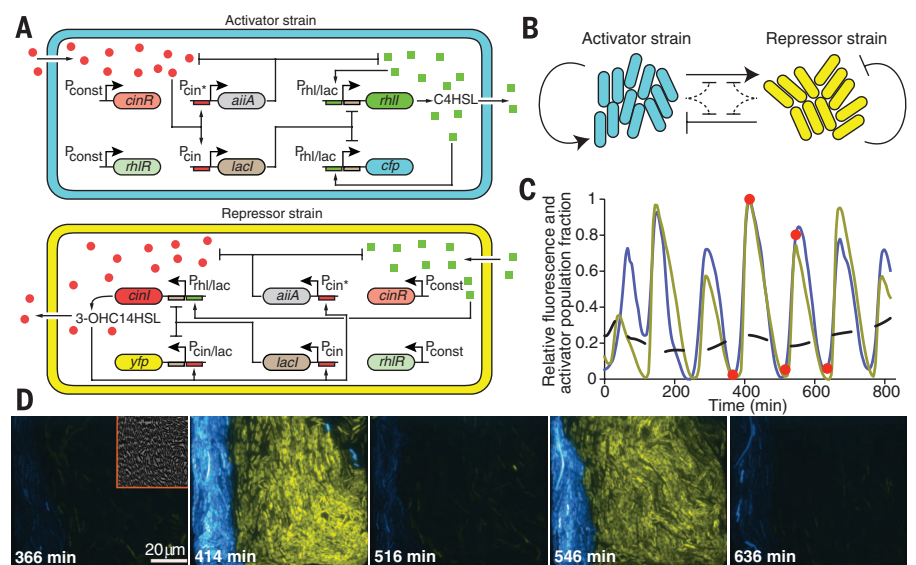 A
Activator strain
Pconst
cinR
Pcin*
aiiA
Prhl/lac
rhlI
C4HSL
Pconst
rhlR
Pcin
lacI
Prhl/lac
cfp
Repressor strain
cinI
Prhl/lac
aiiA
Pcin*
cinR
Pconst
3-OHC14HSL
yfp
Pcin/lac
lacI
Pcin
rhlR
Pconst
B
Activator strain
Repressor strain
C
Relative fluorescence and
activator population fraction
1
0.8
0.6
0.4
0.2
0
0
200
400
600
800
Time (min)
D
366 min
20 µm
414 min
516 min
546 min
636 min